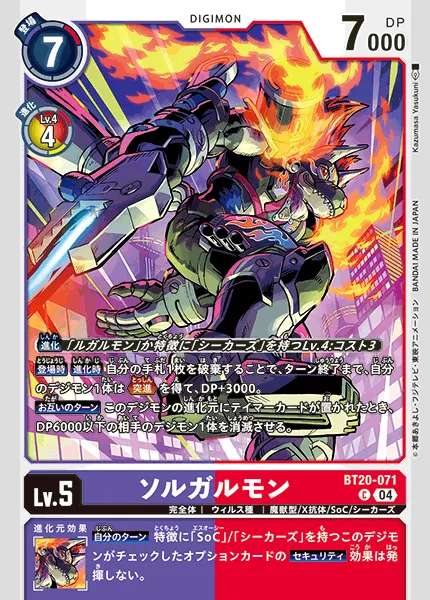 DIGIMON
登場
7
7000
DP
進化
Lv.4
4
Kazumasa Yasukuni
BANDAI MADE IN JAPAN
©本郷あきよし・フジテレビ・東映アニメーション
進化 「ルガルモン」か特徴に「シーカーズ」を持つLv.4:コスト3
登場時 進化時 自分の手札1枚を破棄することで、ターン終了まで、自分
のデジモン1体は 突進 を得て、DP+3000。
お互いのターン このデジモンの進化元にテイマーカードが置かれたとき、
DP6000以下の相手のデジモン1体を消滅させる。
Lv.5
ソルガルモン
BT20-071
C 04
完全体 | ウィルス種 | 魔獣型/X抗体/SoC/シーカーズ
進化元効果
自分のターン 特徴に「SoC」/「シーカーズ」を持つこのデジモ
ンがチェックしたオプションカードの セキュリティ 効果は発
揮しない。